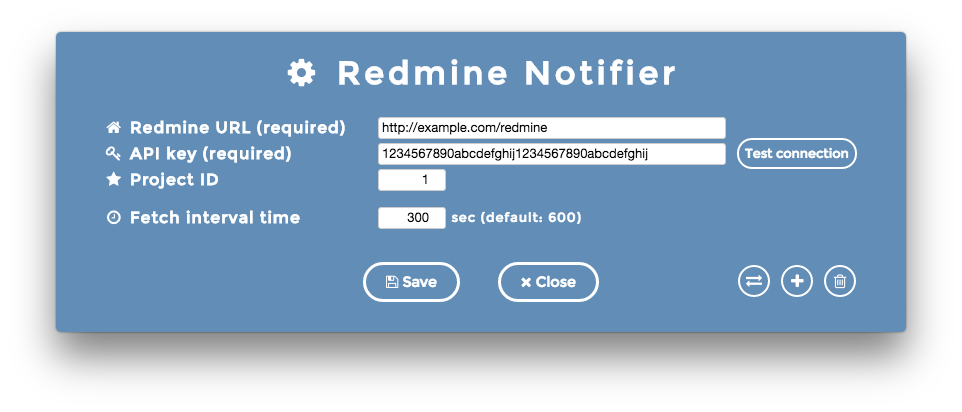 Redmine Notifier
Redmine URL (required) http://example.com/redmine
API key (required) 1234567890abcdefghij1234567890abcdefghij Test connection
Project ID 1
Fetch interval time 300 sec (default: 600)
Save Close